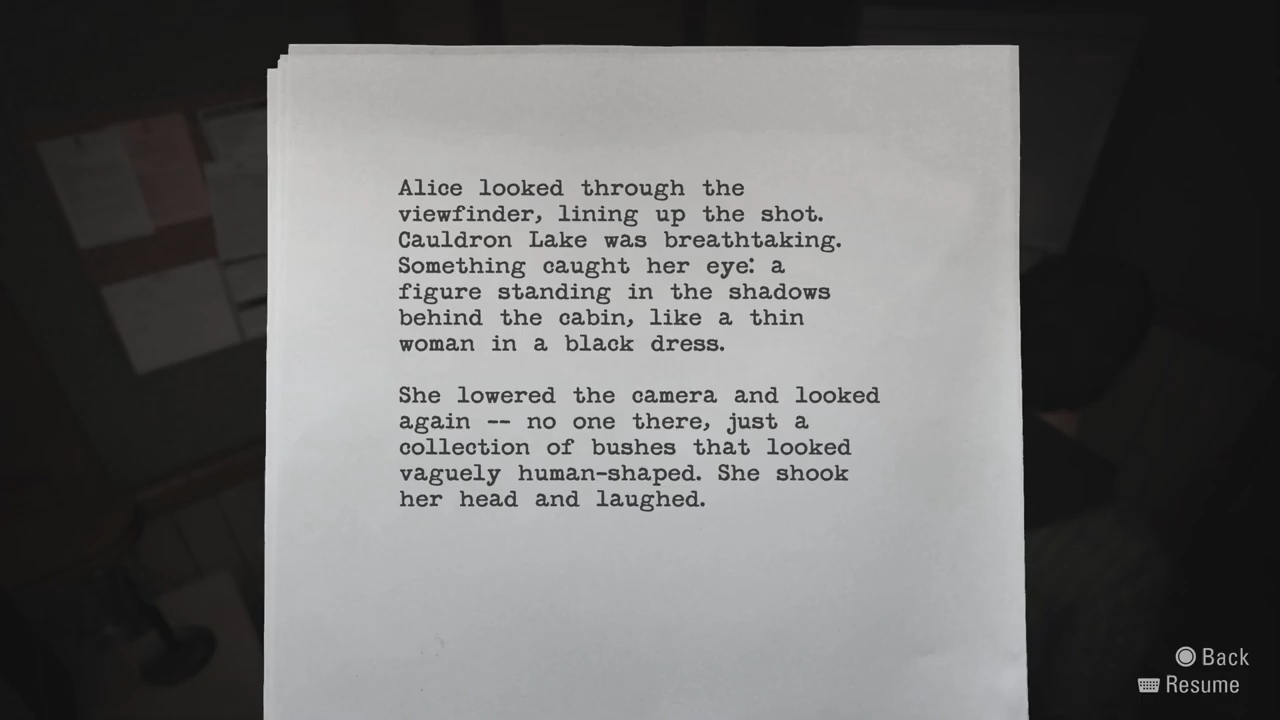 Alice looked through the
viewfinder, lining up the shot.
Cauldron Lake was breathtaking.
Something caught her eye: a
figure standing in the shadows
behind the cabin, like a thin
woman in a black dress.
She lowered the camera and looked
again -- no one there, just a
collection of bushes that looked
vaguely human-shaped. She shook
her head and laughed.
Back
Resume